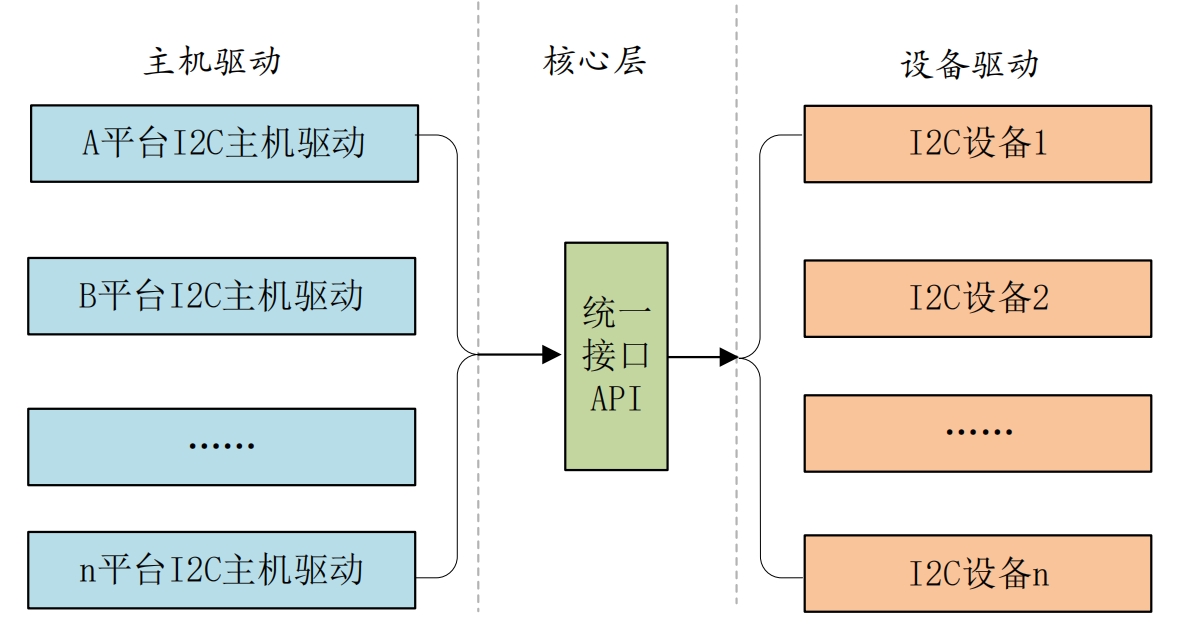 主机驱动
核心层
设备驱动
A平台I2C主机驱动
B平台I2C主机驱动
……
n平台I2C主机驱动
统一
接口
API
I2C设备1
I2C设备2
……
I2C设备n